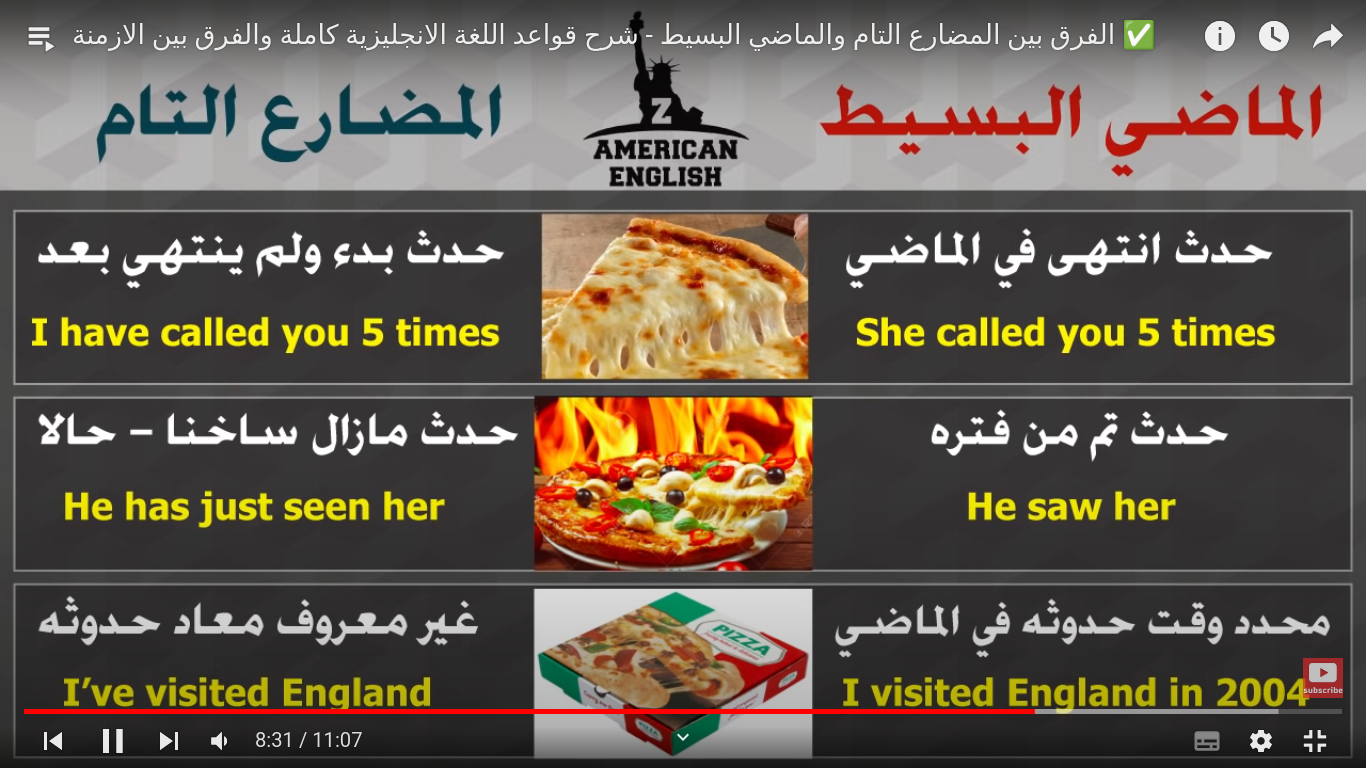 ✅ الفرق بين المضارع التام والماضي البسيط - شرح قواعد اللغة الانجليزية كاملة والفرق بين الازمنة
الماضي البسيط
Z
AMERICAN
ENGLISH
المضارع التام
حدث انتهى في الماضي
حدث بدء ولم ينتهي بعد
She called you 5 times
I have called you 5 times
حدث تم من فتره
حدث مازال ساخنا – حالا
He saw her
He has just seen her
محدد وقت حدوثه في الماضي
PIZZA
غير معروف معاد حدوثه
I visited England in 2004
I’ve visited England
subscribe
8:31 / 11:07